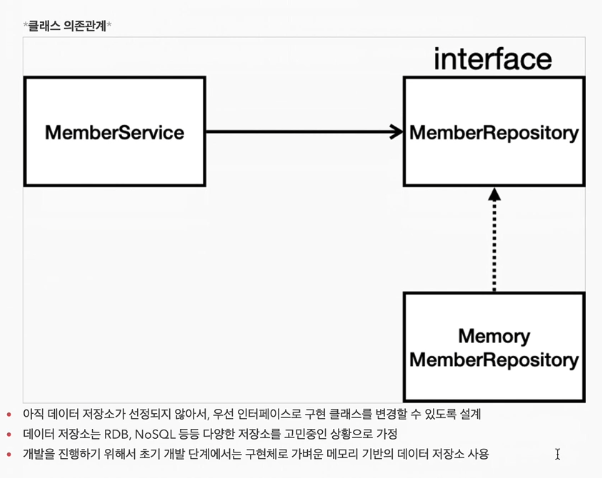 *클래스 의존관계*
interface
MemberService
MemberRepository
Memory
MemberRepository
아직 데이터 저장소가 선정되지 않아서, 우선 인터페이스로 구현 클래스를 변경할 수 있도록 설계
데이터 저장소는 RDB, NoSQL 등등 다양한 저장소를 고민중인 상황으로 가정
개발을 진행하기 위해서 초기 개발 단계에서는 구현체로 가벼운 메모리 기반의 데이터 저장소 사용